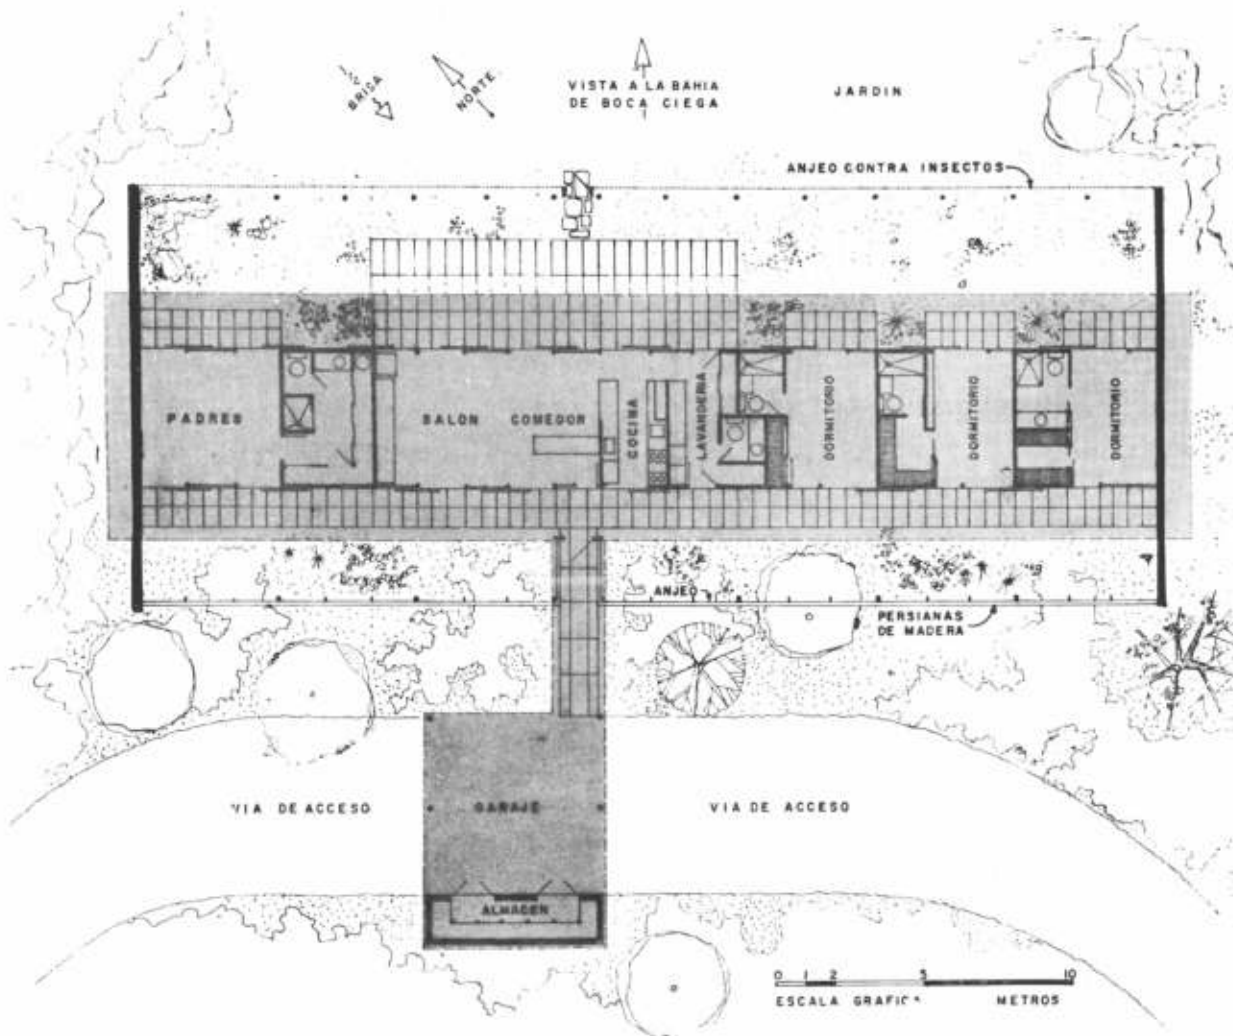 BRISA
NORTE
VISTA A LA BAHIA
DE BOCA CIEGA
JARDIN
ANJEO CONTRA INSECTOS
PADRES
SALON
COMEDOR
COCINA
LAVANDERIA
DORMITORIO
DORMITORIO
DORMITORIO
ANJEO
PERSIANAS
DE MADERA
VIA DE ACCESO
GARAJE
VIA DE ACCESO
ALMACEN
0 1 2 5 10
ESCALA GRAFICA METROS